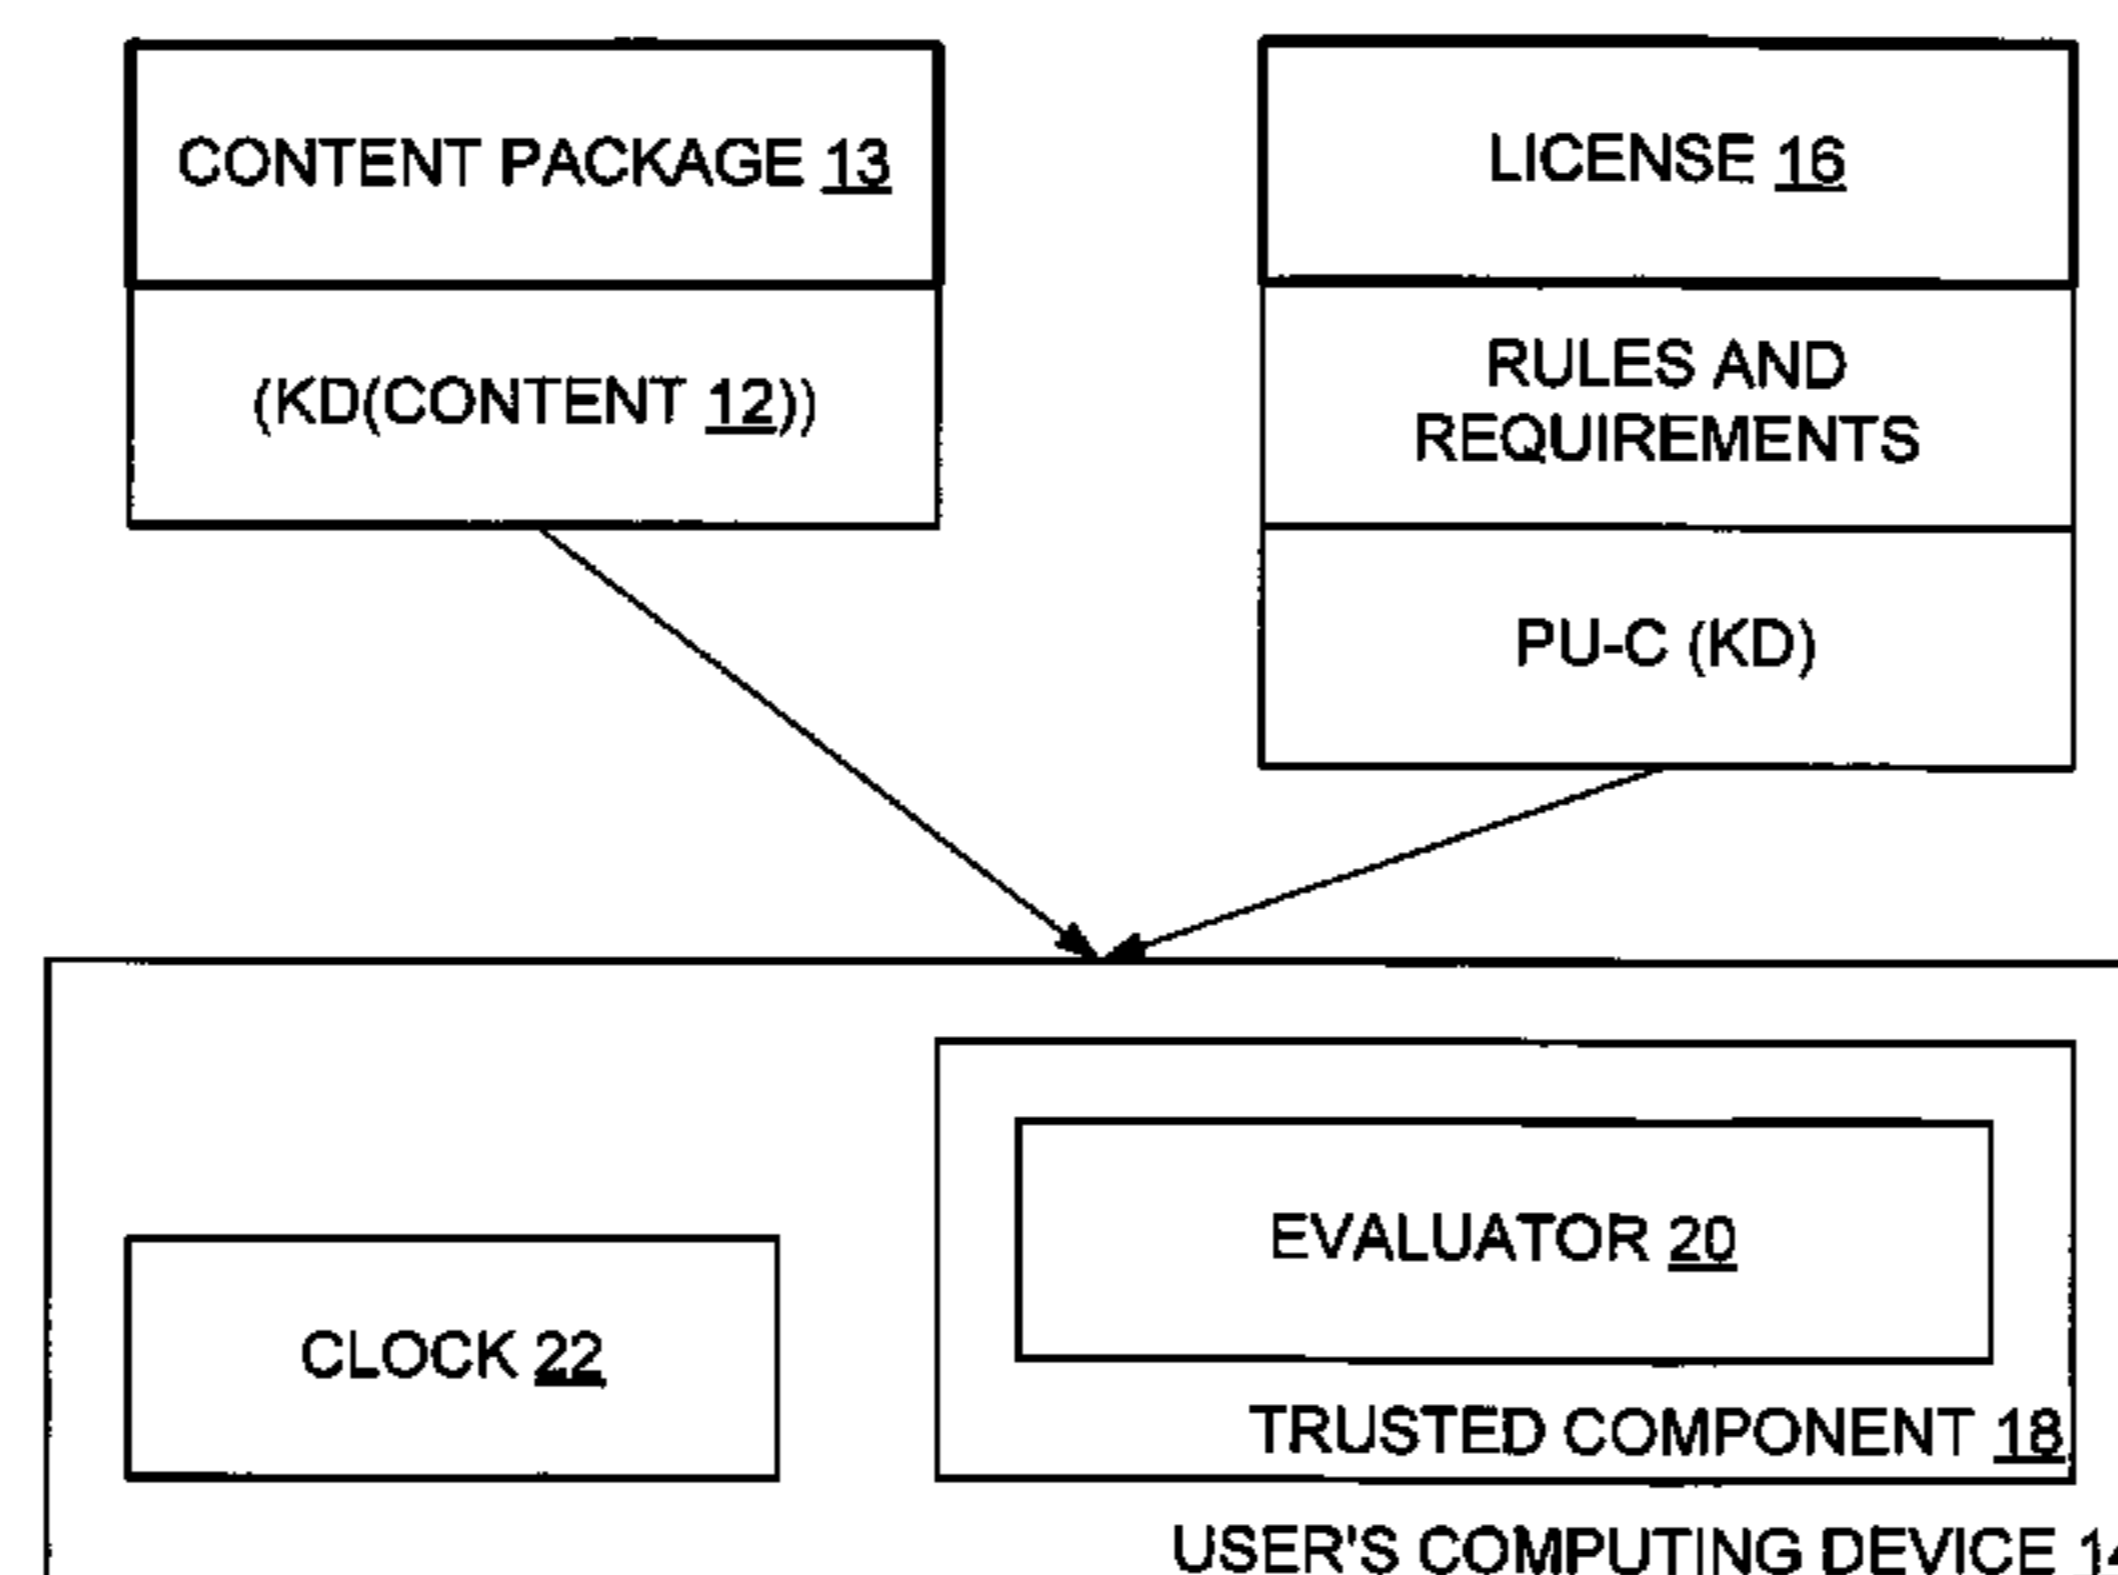 CONTENT PACKAGE 13
(KD(CONTENT 12))
LICENSE 16
RULES AND
REQUIREMENTS
PU-C (KD)
EVALUATOR 20
CLOCK 22
TRUSTED COMPONENT 18
USER'S COMPUTING DEVICE 14